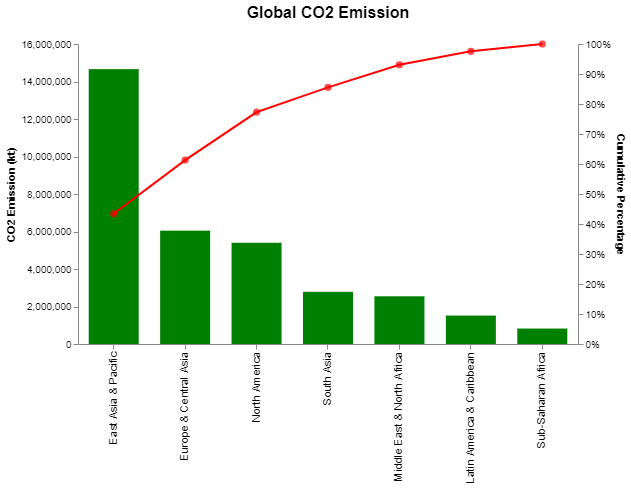 Global CO2 Emission
CO2 Emission (kt)
16,000,000
14,000,000
12,000,000
10,000,000
8,000,000
6,000,000
4,000,000
2,000,000
0
100%
90%
80%
70%
60%
50%
40%
30%
20%
10%
0%
Cumulative Percentage
East Asia & Pacific
Europe & Central Asia
North America
South Asia
Middle East & North Africa
Latin America & Caribbean
Sub-Saharan Africa